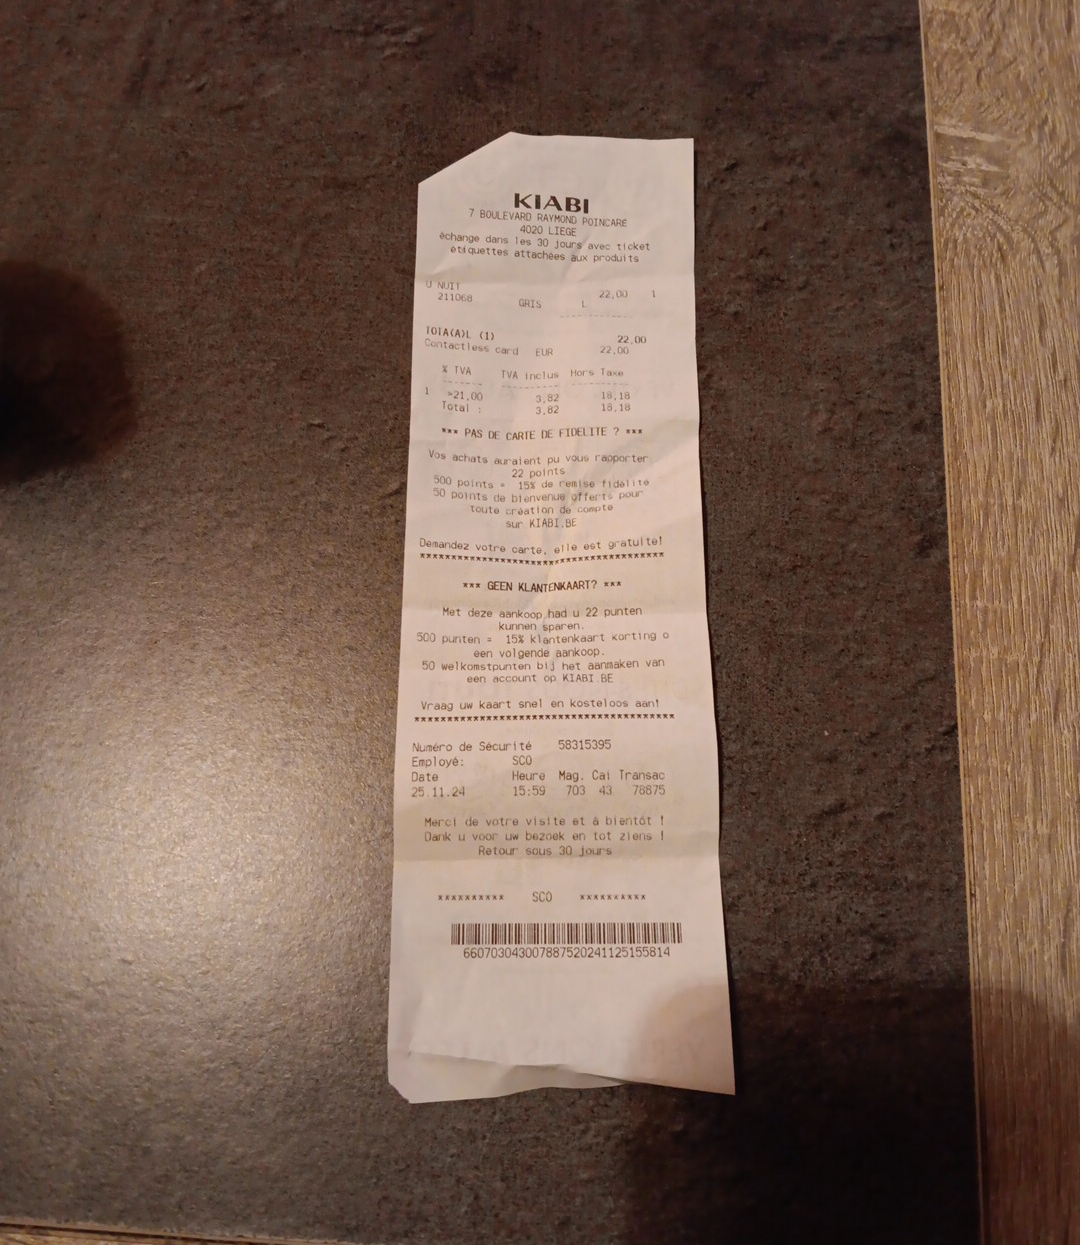 KIABI
7 BOULEVARD RAYMOND POINCARE
4020 LIEGE
échange dans les 30 jours avec ticket
étiquettes attachées aux produits
U NUIT
211068 GRIS L 22,00 1
TOTA(A)L (1) 22,00
Contactless card EUR 22,00
% TVA TVA inclus Hors Taxe
1 >21,00 3,82 18,18
Total : 3,82 18,18
*** PAS DE CARTE DE FIDELITE ? ***
Vos achats auraient pu vous rapporter
22 points
500 points = 15% de remise fidélité
50 points de bienvenue offerts pour
toute création de compte
sur KIABI.BE
Demandez votre carte, elle est gratuite!
****************************************
*** GEEN KLANTENKAART? ***
Met deze aankoop had u 22 punten
kunnen sparen.
500 punten = 15% klantenkaart korting o
een volgende aankoop.
50 welkomstpunten bij het aanmaken van
een account op KIABI.BE
Vraag uw kaart snel en kosteloos aan!
****************************************
Numéro de Sécurité 58315395
Employé: SCO
Date Heure Mag. Cai Transac
25.11.24 15:59 703 43 78875
Merci de votre visite et à bientôt !
Dank u voor uw bezoek en tot ziens !
Retour sous 30 jours
********** SCO **********
660703043007887520241125155814